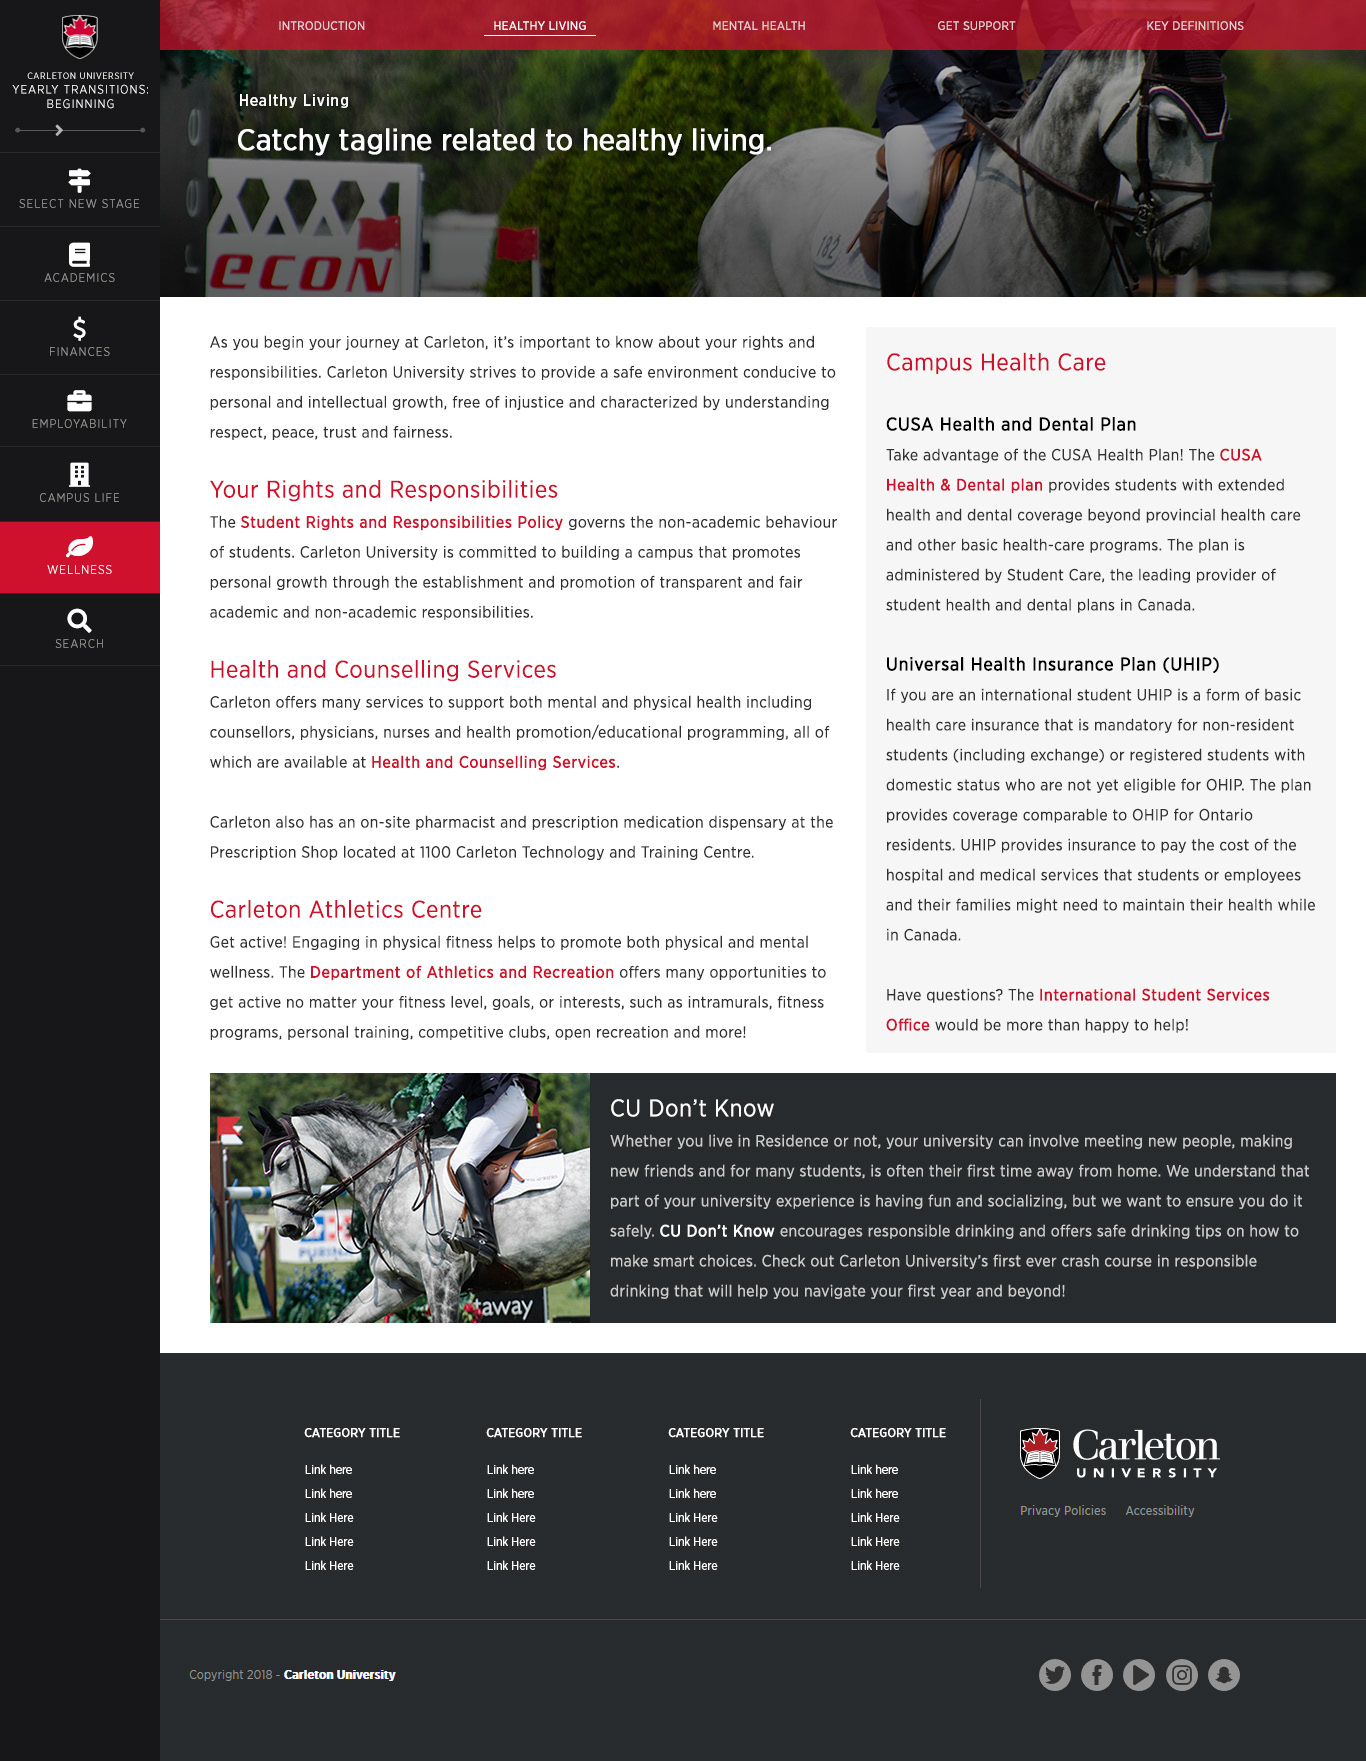 CARLETON UNIVERSITY
YEARLY TRANSITIONS:
BEGINNING
SELECT NEW STAGE
ACADEMICS
FINANCES
EMPLOYABILITY
CAMPUS LIFE
WELLNESS
SEARCH
INTRODUCTION HEALTHY LIVING MENTAL HEALTH GET SUPPORT KEY DEFINITIONS
Healthy Living
Catchy tagline related to healthy living.
182
econ
As you begin your journey at Carleton, it's important to know about your rights and
responsibilities. Carleton University strives to provide a safe environment conducive to
personal and intellectual growth, free of injustice and characterized by understanding
respect, peace, trust and fairness.
Your Rights and Responsibilities
The Student Rights and Responsibilities Policy governs the non-academic behaviour
of students. Carleton University is committed to building a campus that promotes
personal growth through the establishment and promotion of transparent and fair
academic and non-academic responsibilities.
Health and Counselling Services
Carleton offers many services to support both mental and physical health including
counsellors, physicians, nurses and health promotion/educational programming, all of
which are available at Health and Counselling Services.
Carleton also has an on-site pharmacist and prescription medication dispensary at the
Prescription Shop located at 1100 Carleton Technology and Training Centre.
Carleton Athletics Centre
Get active! Engaging in physical fitness helps to promote both physical and mental
wellness. The Department of Athletics and Recreation offers many opportunities to
get active no matter your fitness level, goals, or interests, such as intramurals, fitness
programs, personal training, competitive clubs, open recreation and more!
Campus Health Care
CUSA Health and Dental Plan
Take advantage of the CUSA Health Plan! The CUSA
Health & Dental plan provides students with extended
health and dental coverage beyond provincial health care
and other basic health-care programs. The plan is
administered by Student Care, the leading provider of
student health and dental plans in Canada.
Universal Health Insurance Plan (UHIP)
If you are an international student UHIP is a form of basic
health care insurance that is mandatory for non-resident
students (including exchange) or registered students with
domestic status who are not yet eligible for OHIP. The plan
provides coverage comparable to OHIP for Ontario
residents. UHIP provides insurance to pay the cost of the
hospital and medical services that students or employees
and their families might need to maintain their health while
in Canada.
Have questions? The International Student Services
Office would be more than happy to help!
PURINA
taway
CU Don't Know
Whether you live in Residence or not, your university can involve meeting new people, making
new friends and for many students, is often their first time away from home. We understand that
part of your university experience is having fun and socializing, but we want to ensure you do it
safely. CU Don't Know encourages responsible drinking and offers safe drinking tips on how to
make smart choices. Check out Carleton University's first ever crash course in responsible
drinking that will help you navigate your first year and beyond!
CATEGORY TITLE CATEGORY TITLE CATEGORY TITLE CATEGORY TITLE
Link here Link here Link here Link here
Link here Link here Link here Link here
Link Here Link Here Link Here Link Here
Link Here Link Here Link Here Link Here
Link Here Link Here Link Here Link Here
Carleton
UNIVERSITY
Privacy Policies Accessibility
Copyright 2018 - Carleton University